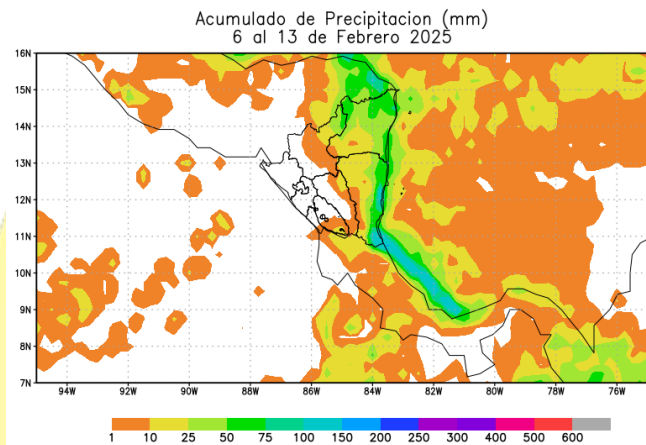 Acumulado de Precipitacion (mm)
6 al 13 de Febrero 2025
16N
15N
14N
13N
12N
11N
10N
9N
8N
7N
94W 92W 90W 88W 86W 84W 82W 80W 78W 76W
1 10 25 50 75 100 150 200 250 300 400 500 600